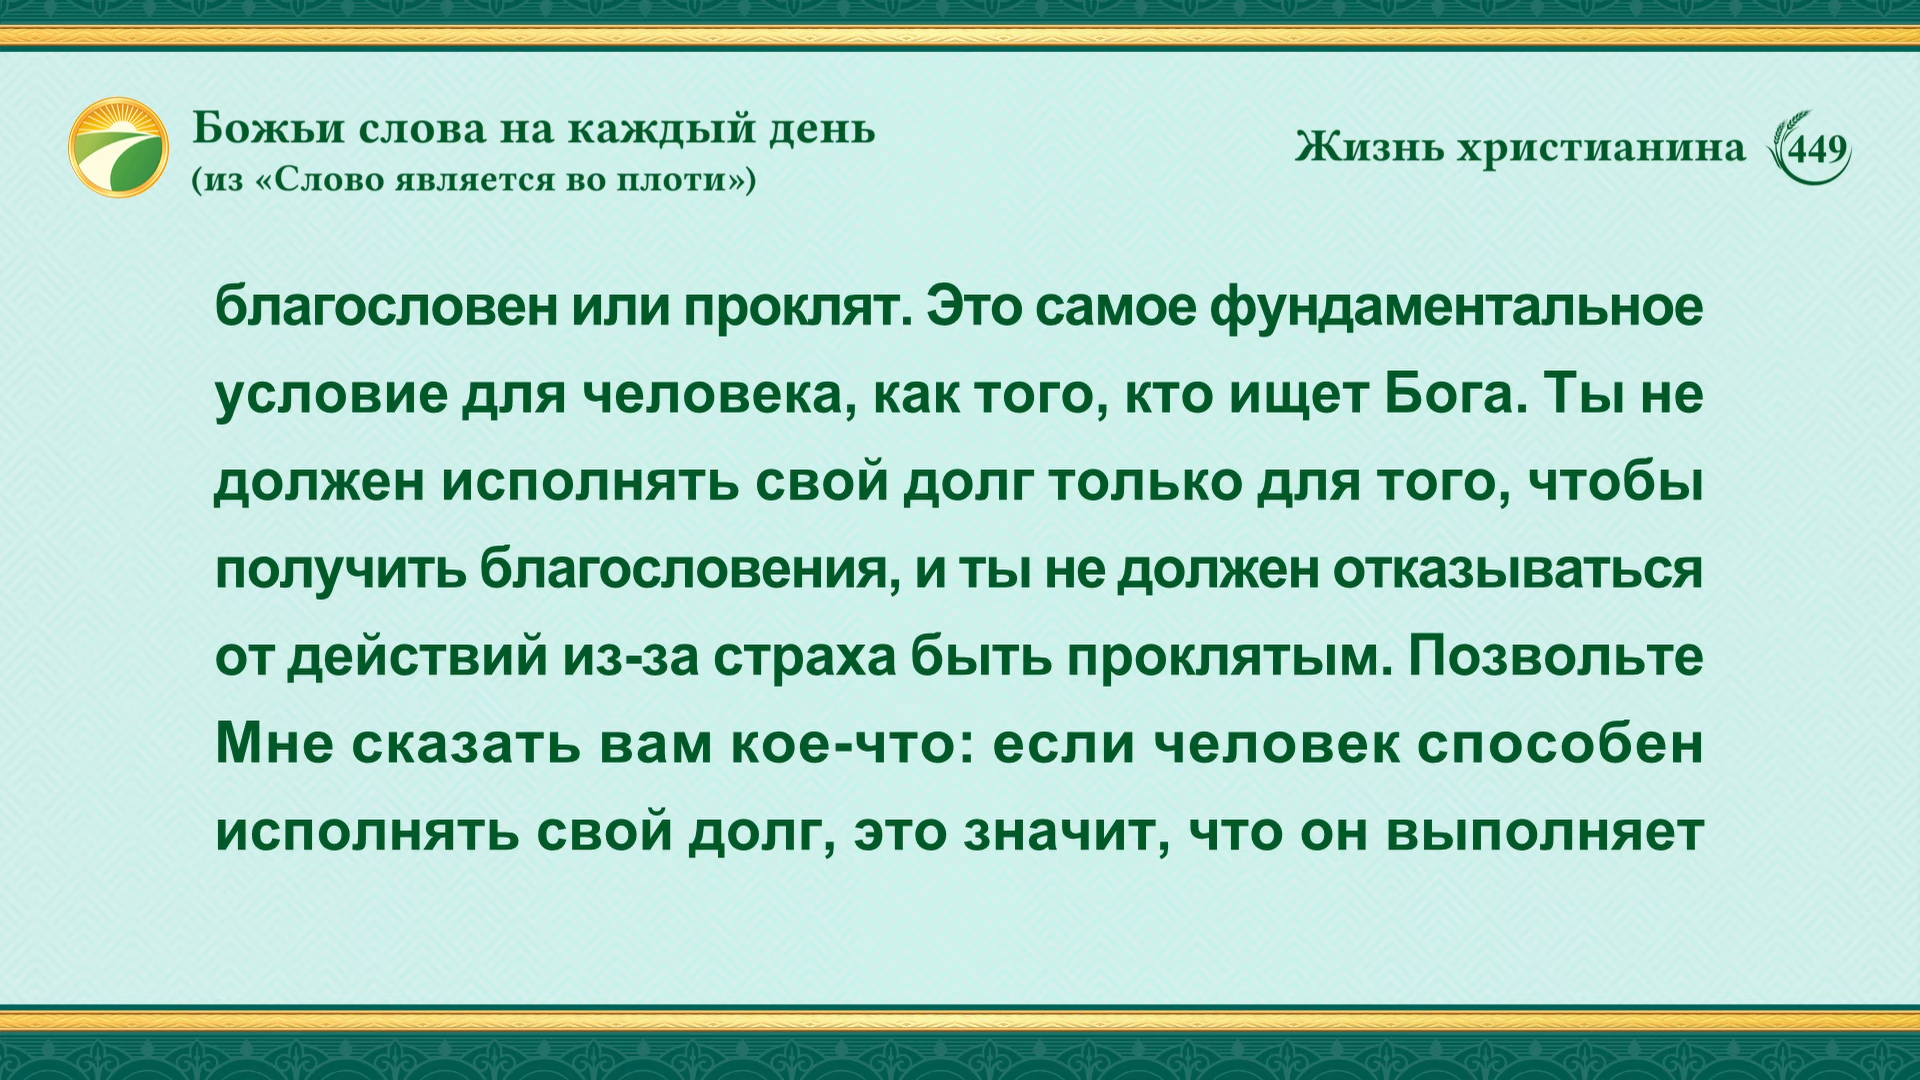 Божьи слова на каждый день
(из «Слово является во плоти»)
Жизнь христианина 449
благословен или проклят. Это самое фундаментальное
условие для человека, как того, кто ищет Бога. Ты не
должен исполнять свой долг только для того, чтобы
получить благословения, и ты не должен отказываться
от действий из-за страха быть проклятым. Позвольте
Мне сказать вам кое-что: если человек способен
исполнять свой долг, это значит, что он выполняет